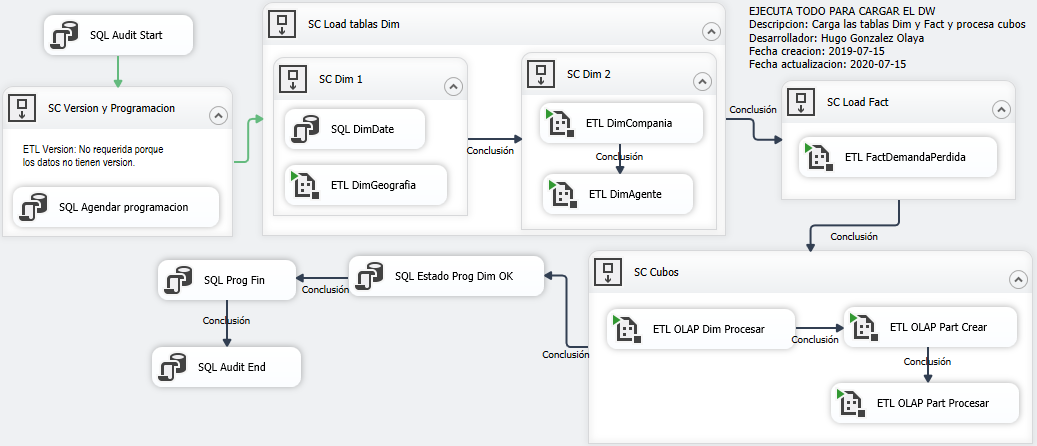 EJECUTA TODO PARA CARGAR EL DW
Descripcion: Carga las tablas Dim y Fact y procesa cubos
Desarrollador: Hugo Gonzalez Olaya
Fecha creacion: 2019-07-15
Fecha actualizacion: 2020-07-15
SQL Audit Start
SC Version y Programacion
ETL Version: No requerida porque
los datos no tienen version.
SQL Agendar programacion
SC Load tablas Dim
SC Dim 1
SQL DimDate
ETL DimGeografia
Conclusión
SC Dim 2
ETL DimCompania
Conclusión
ETL DimAgente
Conclusión
SC Load Fact
ETL FactDemandaPerdida
Conclusión
SC Cubos
ETL OLAP Dim Procesar
Conclusión
ETL OLAP Part Crear
Conclusión
ETL OLAP Part Procesar
Conclusión
SQL Estado Prog Dim OK
Conclusión
SQL Prog Fin
Conclusión
SQL Audit End